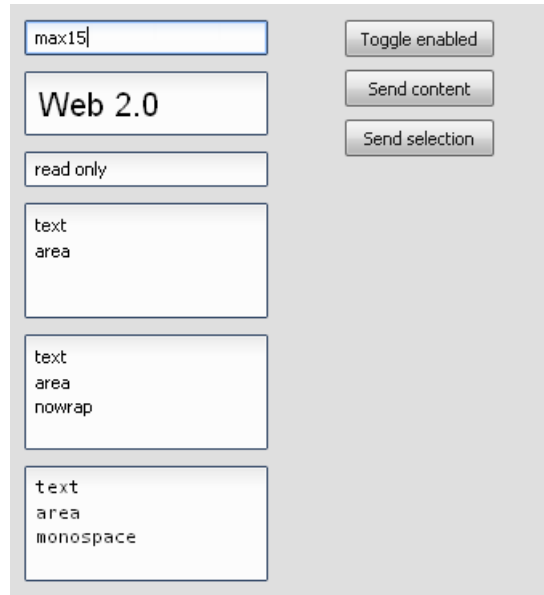 max15
Web 2.0
read only
text
area
text
area
nowrap
text
area
monospace
Toggle enabled
Send content
Send selection